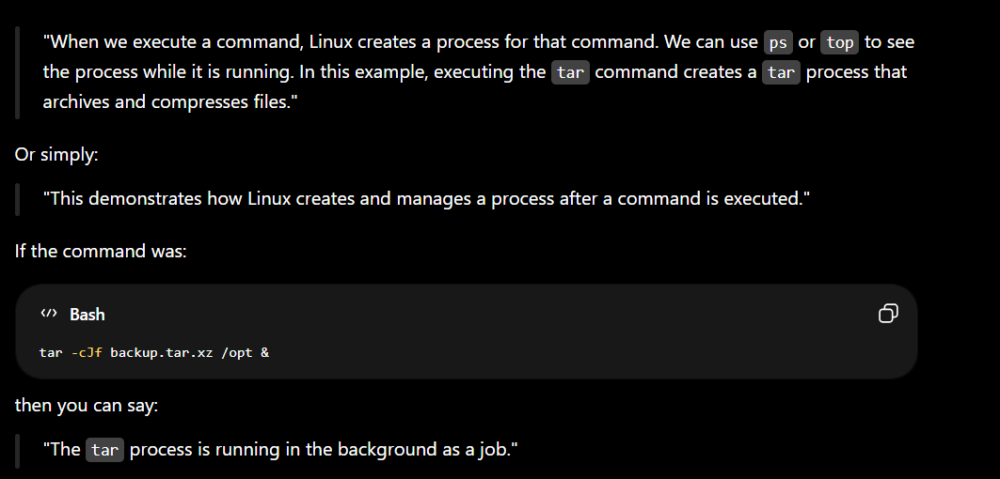 "When we execute a command, Linux creates a process for that command. We can use ps or top to see
the process while it is running. In this example, executing the tar command creates a tar process that
archives and compresses files."
Or simply:
"This demonstrates how Linux creates and manages a process after a command is executed."
If the command was:
Bash
tar -cJf backup.tar.xz /opt &
then you can say:
"The tar process is running in the background as a job."